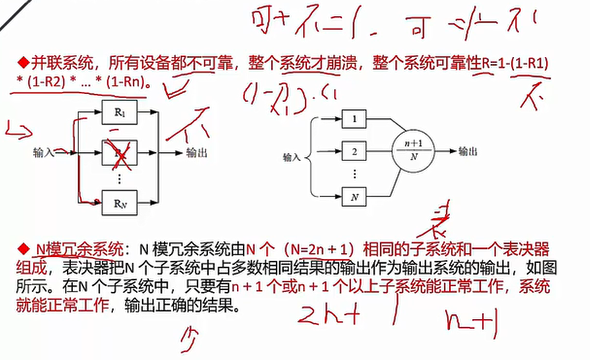 可+不=1. 可=1-不
◆并联系统，所有设备都不可靠，整个系统才崩溃，整个系统可靠性R=1-(1-R1)
*(1-R2)*…*(1-Rn)。
输入
R1
⋮
RN
输出
不
输入
1
2
⋮
N
n+1
N
输出
◆ N模冗余系统：N 模冗余系统由N 个（N=2n+1）相同的子系统和一个表决器
组成，表决器把N 个子系统中占多数相同结果的输出作为输出系统的输出，如图
所示。在N 个子系统中，只要有n+1个或n+1个以上子系统能正常工作，系统
就能正常工作，输出正确的结果。
2n+1
n+1